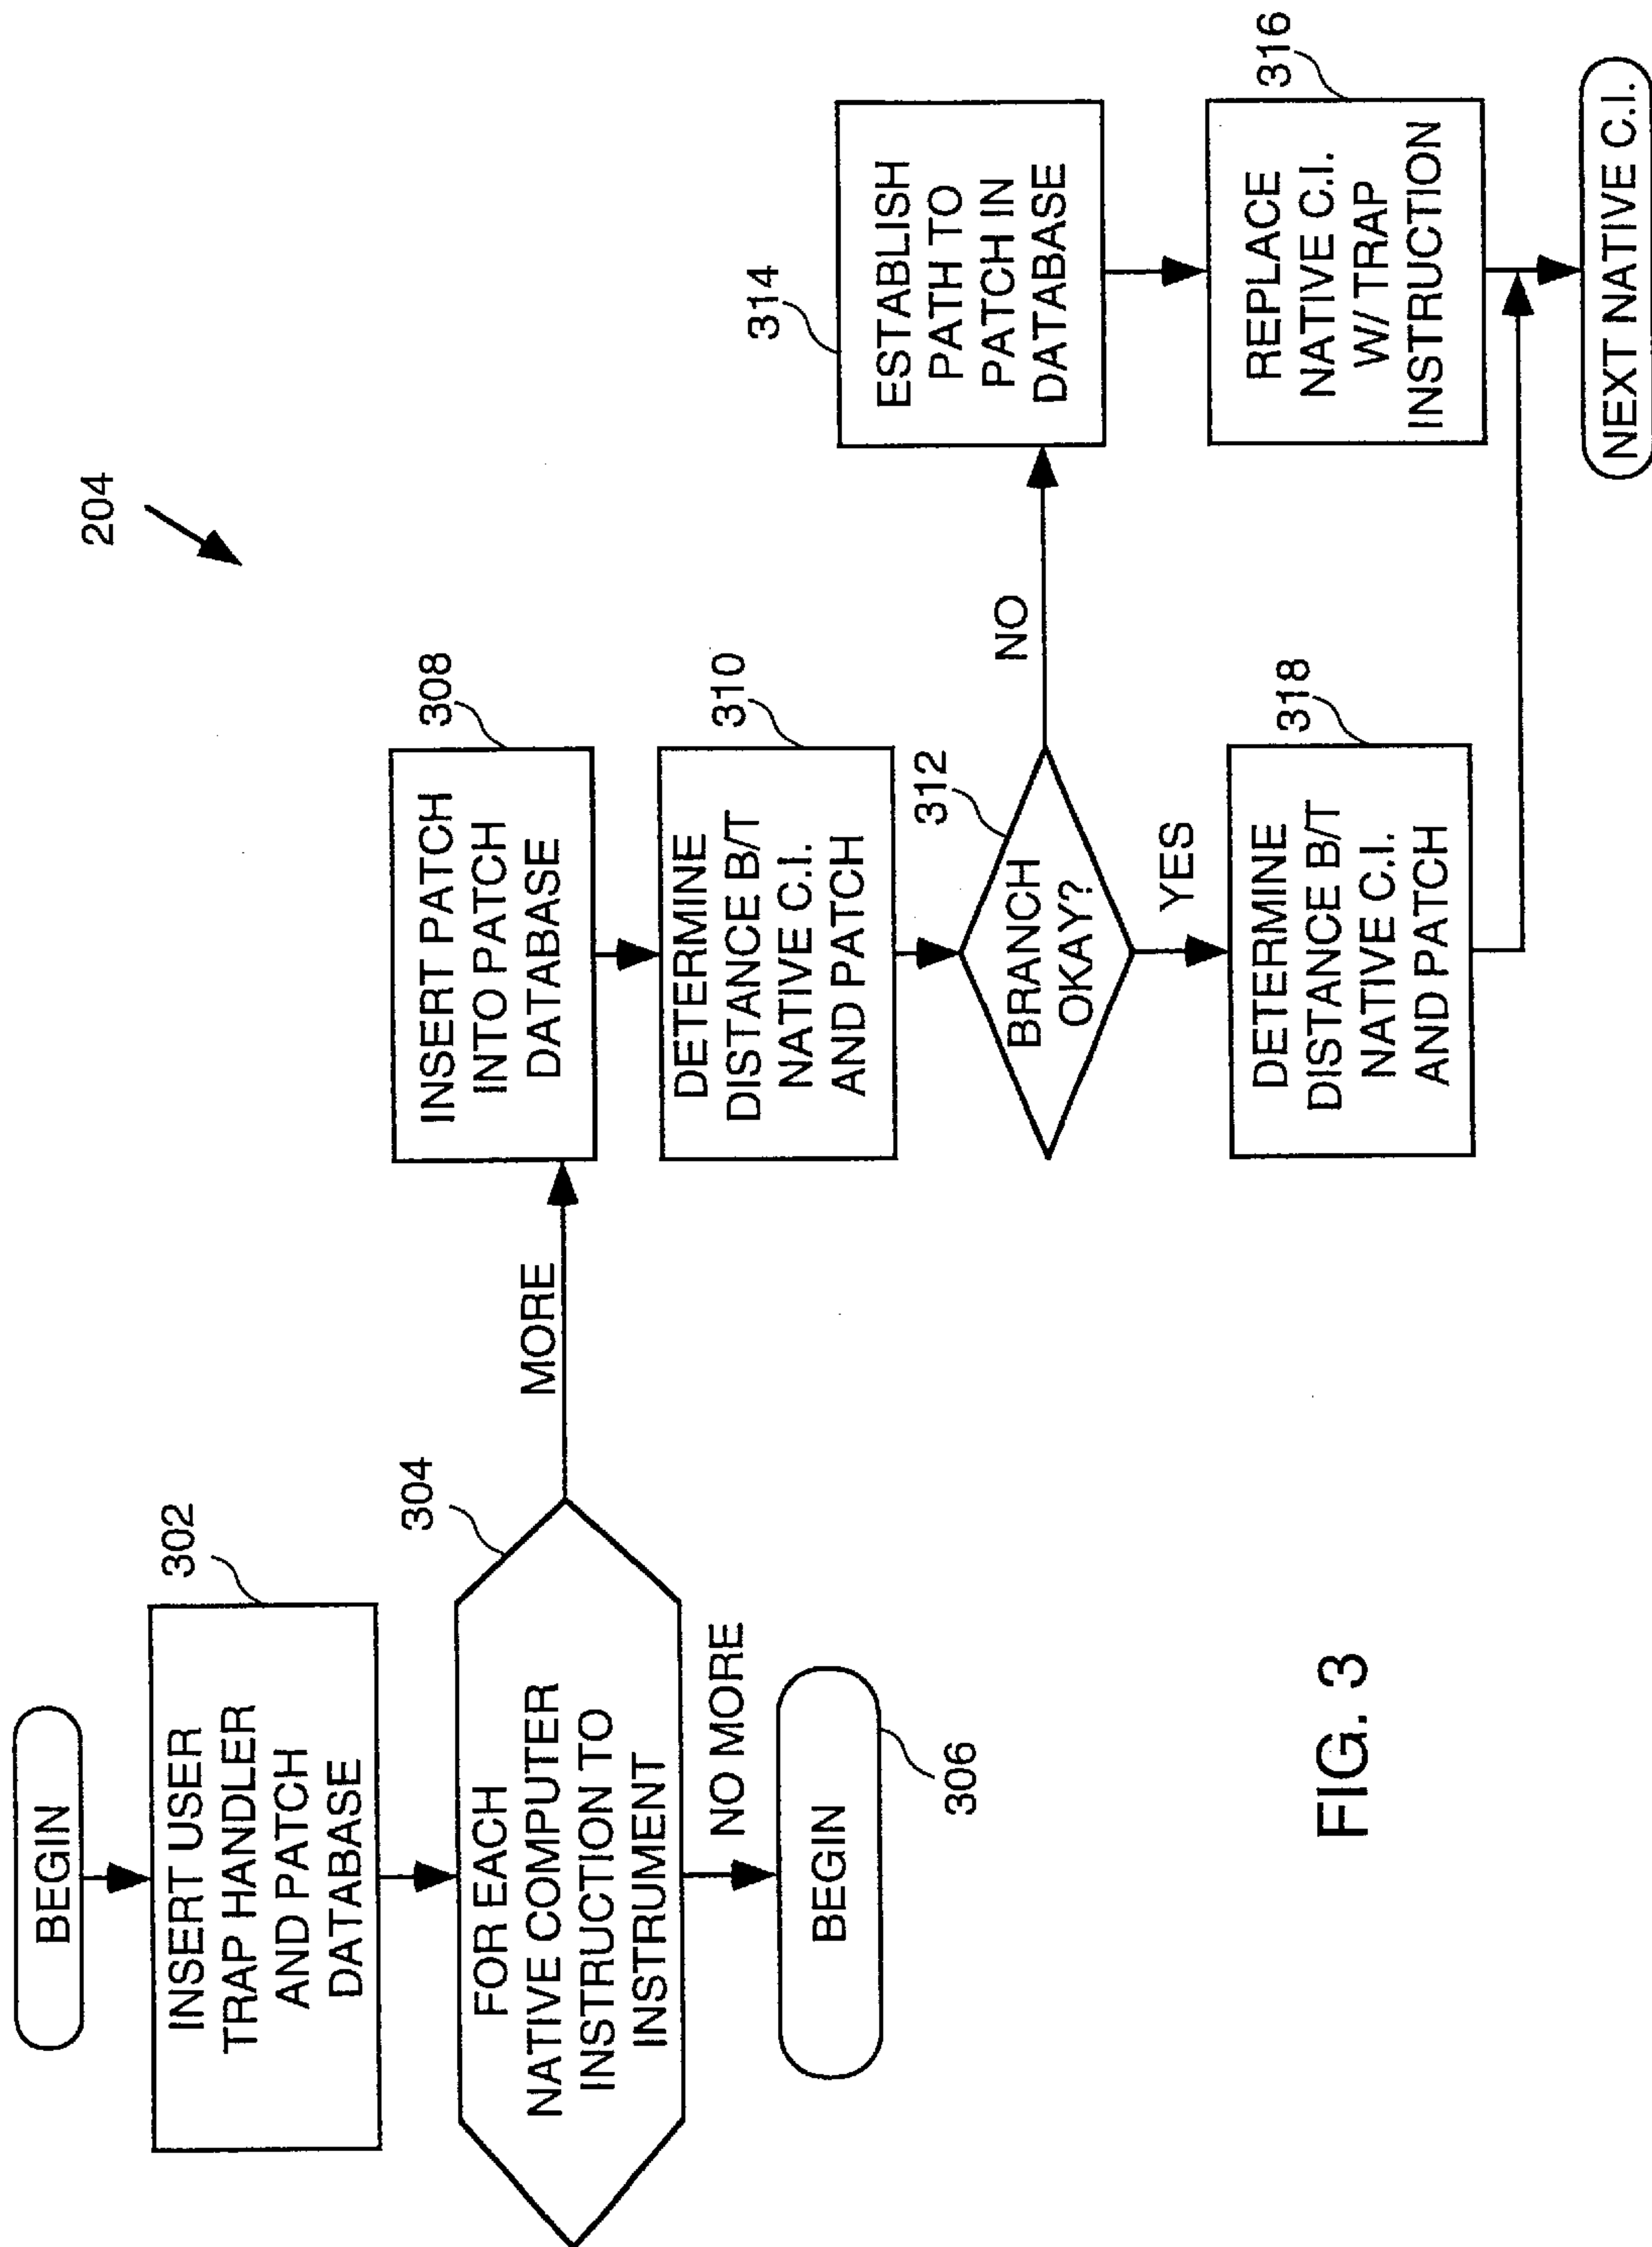 204
BEGIN
302
INSERT USER
TRAP HANDLER
AND PATCH
DATABASE
304
FOR EACH
NATIVE COMPUTER
INSTRUCTION TO
INSTRUMENT
MORE
NO MORE
BEGIN
306
308
INSERT PATCH
INTO PATCH
DATABASE
310
DETERMINE
DISTANCE B/T
NATIVE C.I.
AND PATCH
312
BRANCH
OKAY?
NO
YES
314
ESTABLISH
PATH TO
PATCH IN
DATABASE
316
REPLACE
NATIVE C.I.
W/ TRAP
INSTRUCTION
318
DETERMINE
DISTANCE B/T
NATIVE C.I.
AND PATCH
NEXT NATIVE C.I.
FIG. 3